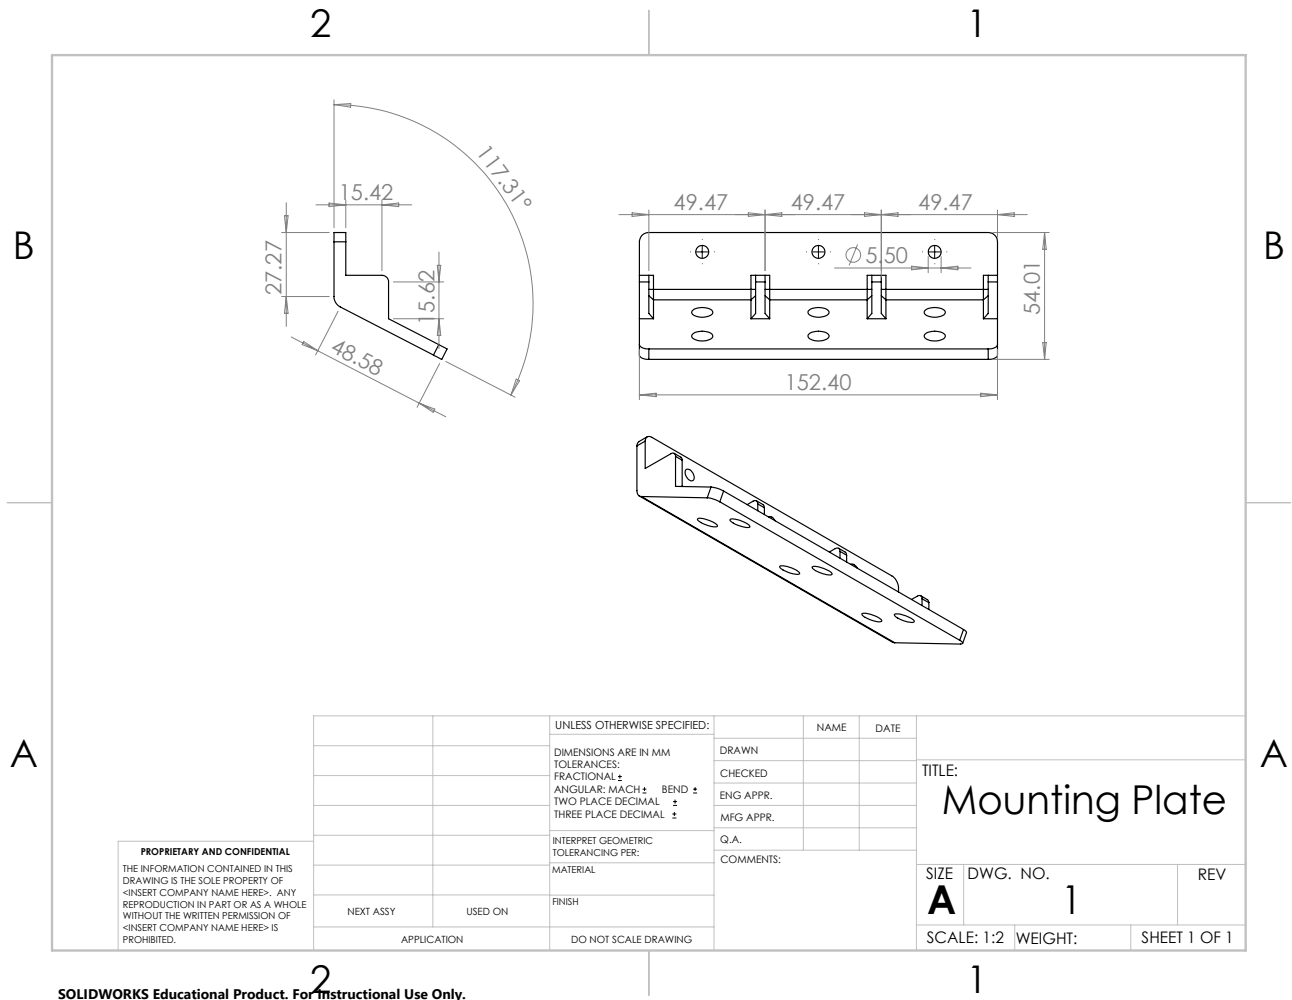 2
1
B
B
117.31°
15.42
27.27
15.62
48.58
49.47
49.47
49.47
∅5.50
54.01
152.40
A
A
UNLESS OTHERWISE SPECIFIED:
DIMENSIONS ARE IN MM
TOLERANCES:
FRACTIONAL ±
ANGULAR: MACH ± BEND ±
TWO PLACE DECIMAL ±
THREE PLACE DECIMAL ±
INTERPRET GEOMETRIC
TOLERANCING PER:
MATERIAL
FINISH
DO NOT SCALE DRAWING
NAME DATE
DRAWN
CHECKED
ENG APPR.
MFG APPR.
Q.A.
COMMENTS:
TITLE:
Mounting Plate
SIZE DWG. NO. REV
A 1
SCALE: 1:2 WEIGHT: SHEET 1 OF 1
PROPRIETARY AND CONFIDENTIAL
THE INFORMATION CONTAINED IN THIS
DRAWING IS THE SOLE PROPERTY OF
<INSERT COMPANY NAME HERE>. ANY
REPRODUCTION IN PART OR AS A WHOLE
WITHOUT THE WRITTEN PERMISSION OF
<INSERT COMPANY NAME HERE> IS
PROHIBITED.
NEXT ASSY USED ON
APPLICATION
2
1
SOLIDWORKS Educational Product. For Instructional Use Only.